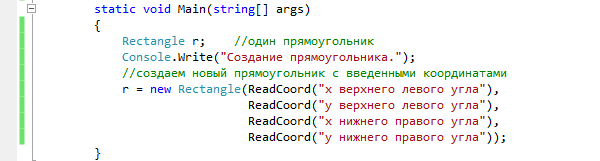 static void Main(string[] args)
{
Rectangle r; //один прямоугольник
Console.Write("Создание прямоугольника.");
//создаем новый прямоугольник с введенными координатами
r = new Rectangle(ReadCoord("x верхнего левого угла"),
ReadCoord("y верхнего левого угла"),
ReadCoord("x нижнего правого угла"),
ReadCoord("y нижнего правого угла"));
}